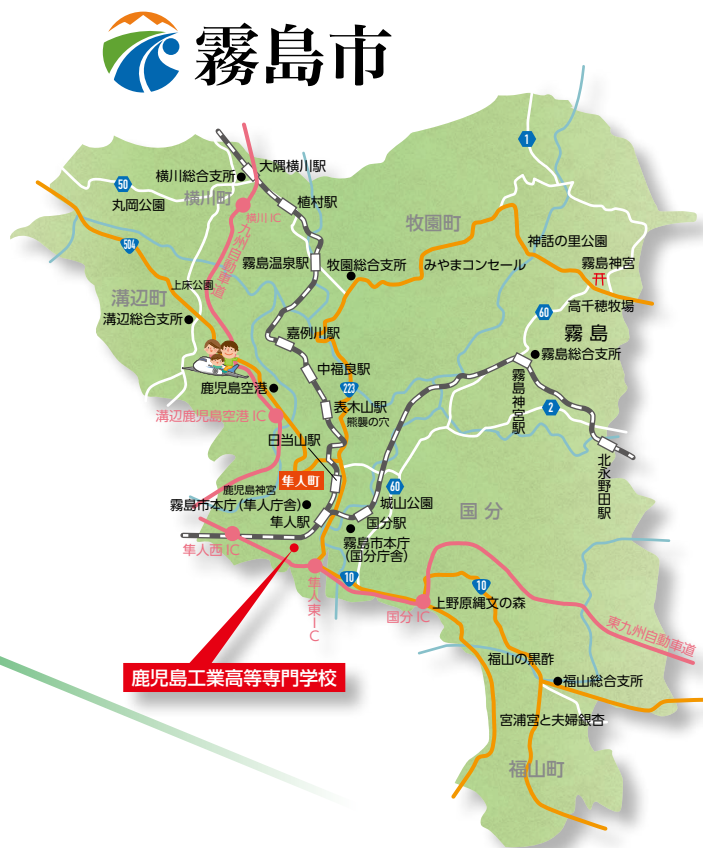 霧島市
1
大隅横川駅
横川総合支所
50
横川町
丸岡公園
植村駅
横川IC
牧園町
504
九州自動車道
神話の里公園
霧島温泉駅
牧園総合支所
みやまコンセール
霧島神宮
上床公園
溝辺町
高千穂牧場
溝辺総合支所
60
嘉例川駅
霧島
霧島総合支所
中福良駅
鹿児島空港
223
霧島神宮駅
表木山駅
2
溝辺鹿児島空港IC
熊襲の穴
日当山駅
北永野田駅
隼人町
60
鹿児島神宮
霧島市本庁(隼人庁舎)
城山公園
国分
隼人駅
国分駅
霧島市本庁
(国分庁舎)
隼人西IC
隼人東IC
10
10
国分IC
上野原縄文の森
東九州自動車道
鹿児島工業高等専門学校
福山の黒酢
福山総合支所
宮浦宮と夫婦銀杏
福山町